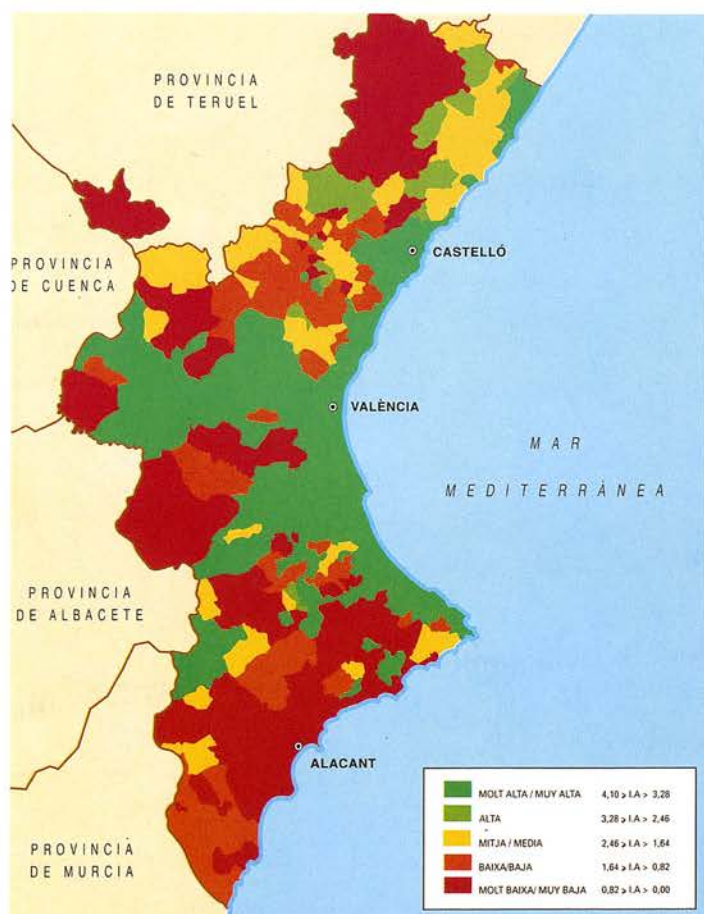 PROVINCIA
DE TERUEL
PROVINCIA
DE CUENCA
CASTELLÓ
VALÈNCIA
MAR
MEDITERRÀNEA
PROVINCIA
DE ALBACETE
ALACANT
PROVINCIA
DE MURCIA
MOLT ALTA / MUY ALTA 4,10 ⩾ I.A > 3,28
ALTA 3,28 ⩾ I.A > 2,46
MITJA / MEDIA 2,46 ⩾ I.A > 1,64
BAIXA/BAJA 1,64 ⩾ I.A > 0,82
MOLT BAIXA/ MUY BAJA 0,82 ⩾ I.A > 0,00